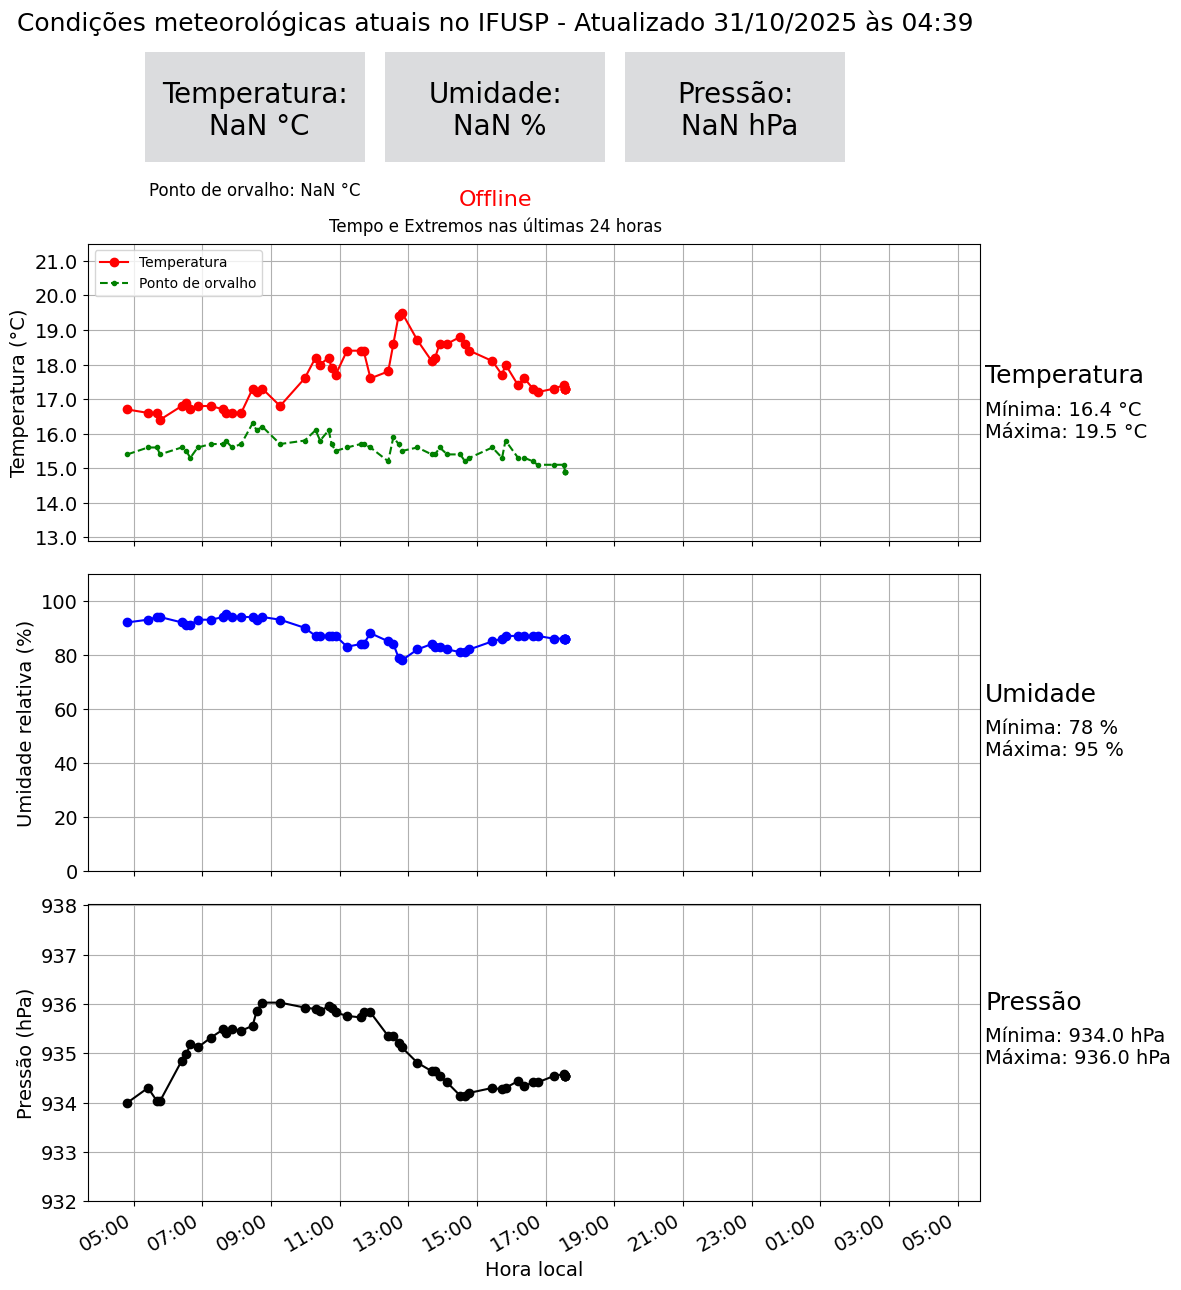 Condições meteorológicas atuais no IFUSP - Atualizado 31/10/2025 às 04:39
Temperatura:
NaN °C
Umidade:
NaN %
Pressão:
NaN hPa
Ponto de orvalho: NaN °C
Offline
Tempo e Extremos nas últimas 24 horas
Temperatura
Ponto de orvalho
Temperatura (°C)
21.0
20.0
19.0
18.0
17.0
16.0
15.0
14.0
13.0
Temperatura
Mínima: 16.4 °C
Máxima: 19.5 °C
Umidade relativa (%)
100
80
60
40
20
0
Umidade
Mínima: 78 %
Máxima: 95 %
Pressão (hPa)
938
937
936
935
934
933
932
Pressão
Mínima: 934.0 hPa
Máxima: 936.0 hPa
05:00 07:00 09:00 11:00 13:00 15:00 17:00 19:00 21:00 23:00 01:00 03:00 05:00
Hora local